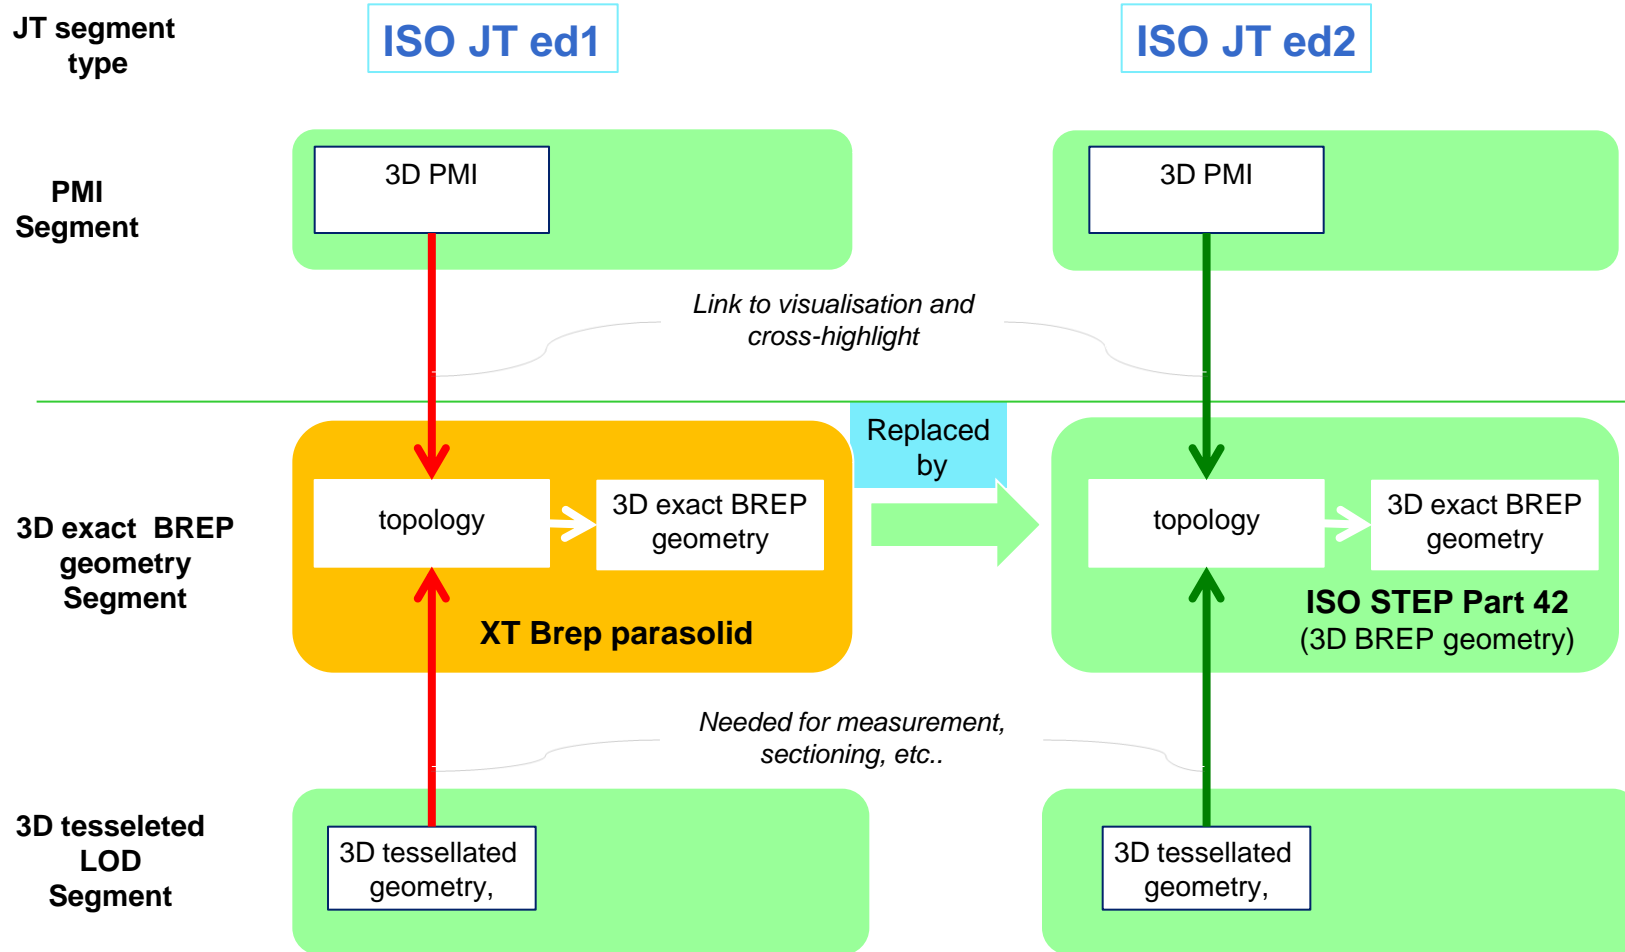 JT segment
type
ISO JT ed1
ISO JT ed2
PMI
Segment
3D PMI
3D PMI
Link to visualisation and
cross-highlight
3D exact  BREP
geometry
Segment
topology
3D exact BREP
geometry
XT Brep parasolid
Replaced
by
topology
3D exact BREP
geometry
ISO STEP Part 42
(3D BREP geometry)
Needed for measurement,
sectioning, etc..
3D tesseleted
LOD
Segment
3D tessellated
geometry,
3D tessellated
geometry,